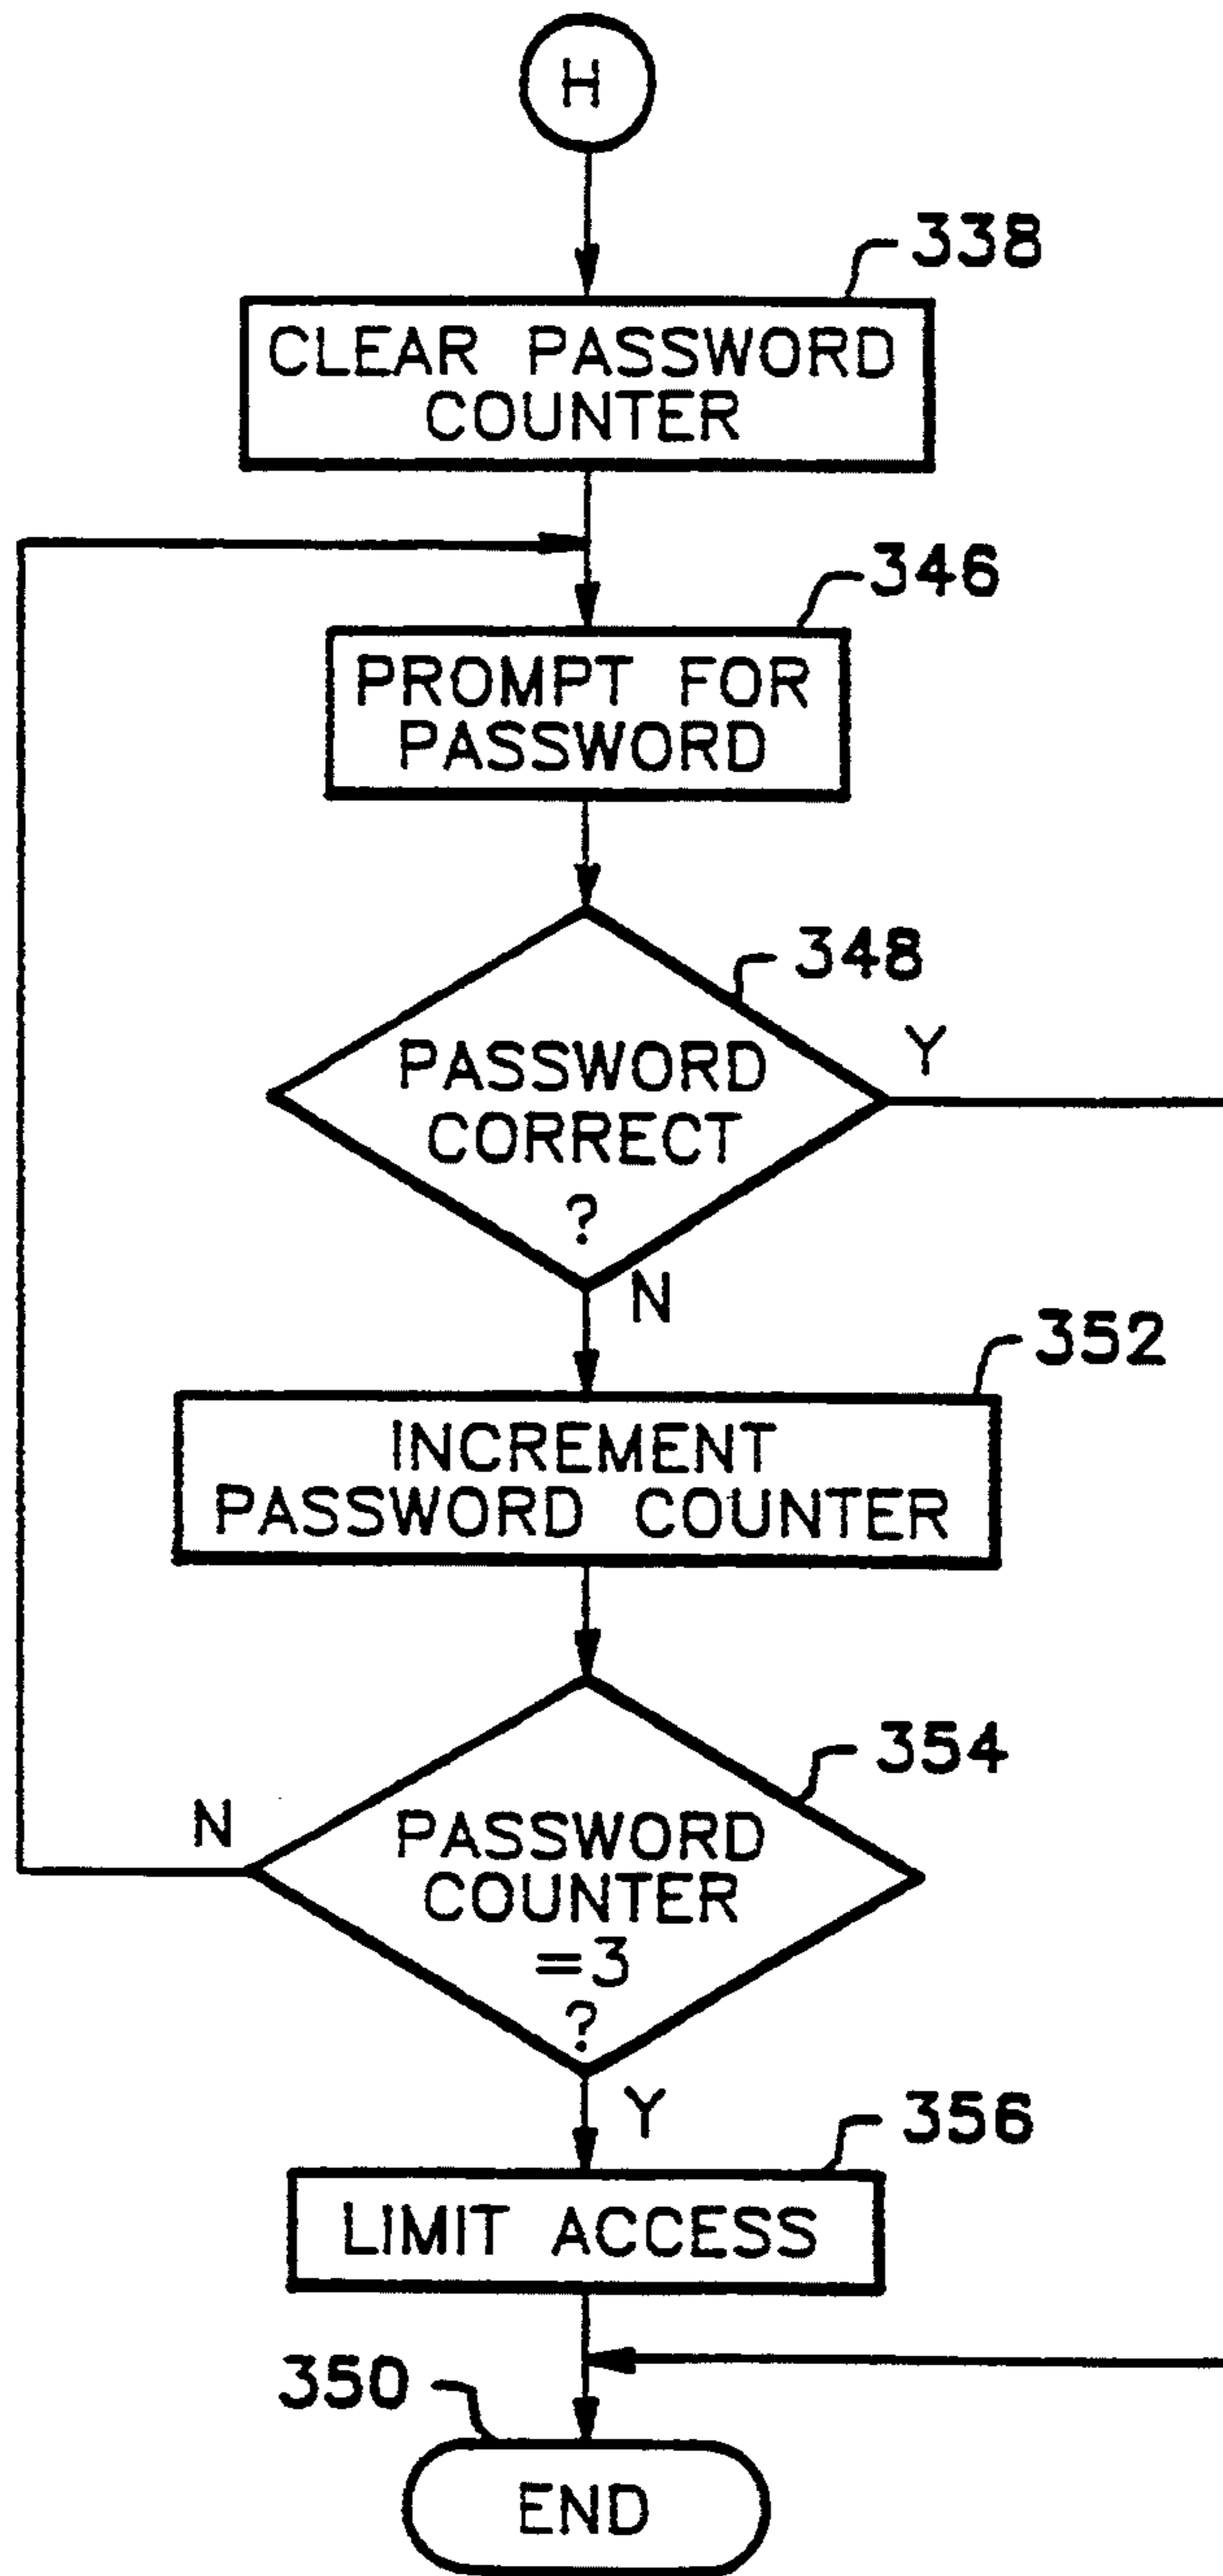 H
338
CLEAR PASSWORD
COUNTER
346
PROMPT FOR
PASSWORD
348
PASSWORD
CORRECT
?
Y
N
352
INCREMENT
PASSWORD COUNTER
354
N
PASSWORD
COUNTER
=3
?
Y
356
LIMIT ACCESS
350
END